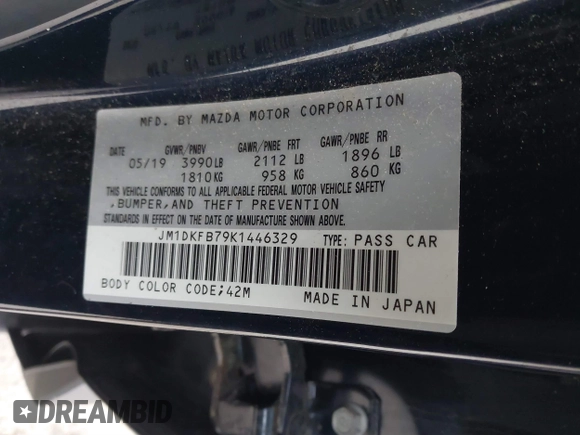 MFD. BY MAZDA MOTOR CORPORATION
GVWR/PNBV GAWR/PNBE FRT GAWR/PNBE RR
05/19 3990LB 2112 LB 1896 LB
1810KG 958 KG 860 KG
THIS VEHICLE CONFORMS TO ALL APPLICABLE FEDERAL MOTOR VEHICLE SAFETY
,BUMPER,AND THEFT PREVENTION
STANDARDS IN EFFECT ON THE DATE OF MANUFACTURE SHOWN ABOVE.
JM1DKFB79K1446329 TYPE: PASS CAR
BODY COLOR CODE;42M MADE IN JAPAN
DREAMBID